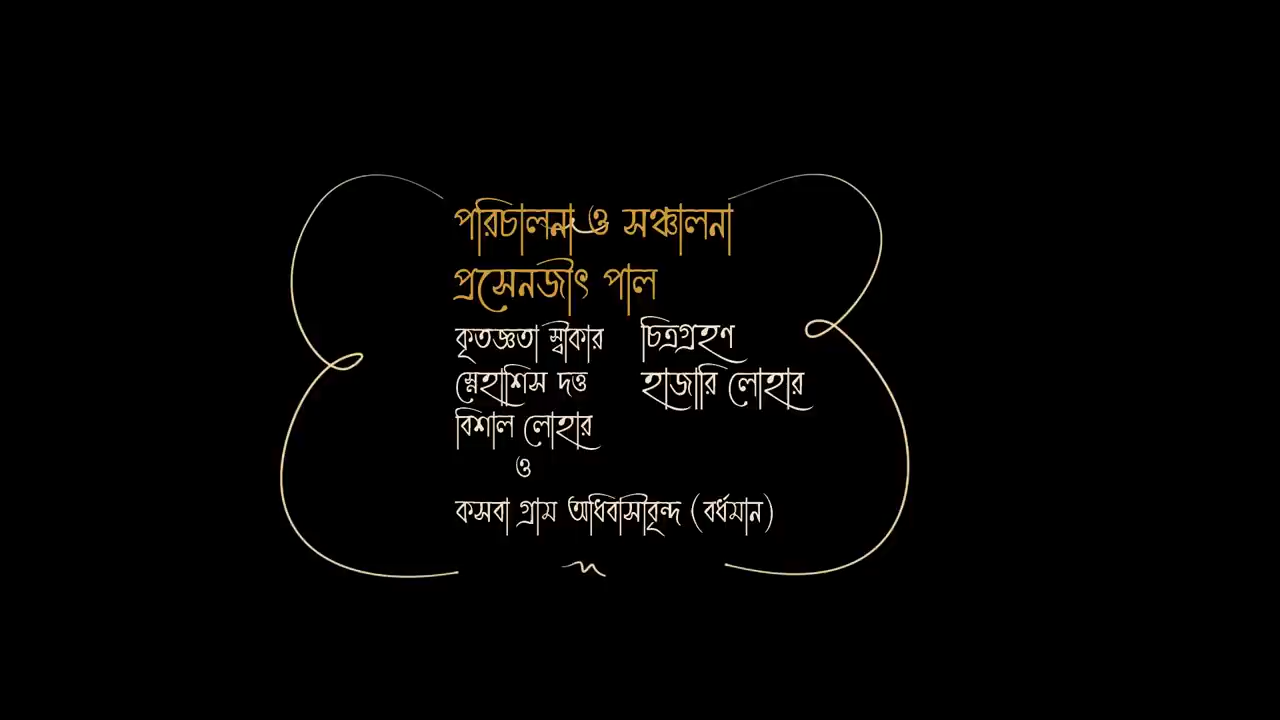 পরিচালনা ও সঞ্চালনা
প্রসেনজীৎ পাল
কৃতজ্ঞতা স্বীকার
স্নেহাশিস দত্ত
বিশাল লোহার
ও
কসবা গ্রাম অধিবাসীবৃন্দ (বর্ধমান)
চিত্রগ্রহণ
হাজারি লোহার